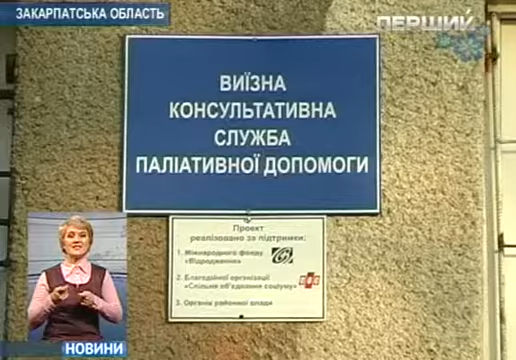 ЗАКАРПАТСЬКА ОБЛАСТЬ
ПЕРШИЙ
ВИЇЗНА
КОНСУЛЬТАТИВНА
СЛУЖБА
ПАЛІАТИВНОЇ ДОПОМОГИ
Проект
реалізовано за підтримки:
1. Міжнародного фонду
«Відродження»
2. Благодійної організації
«Спільне об'єднання соціуму»
3. Органів районної влади
НОВИНИ